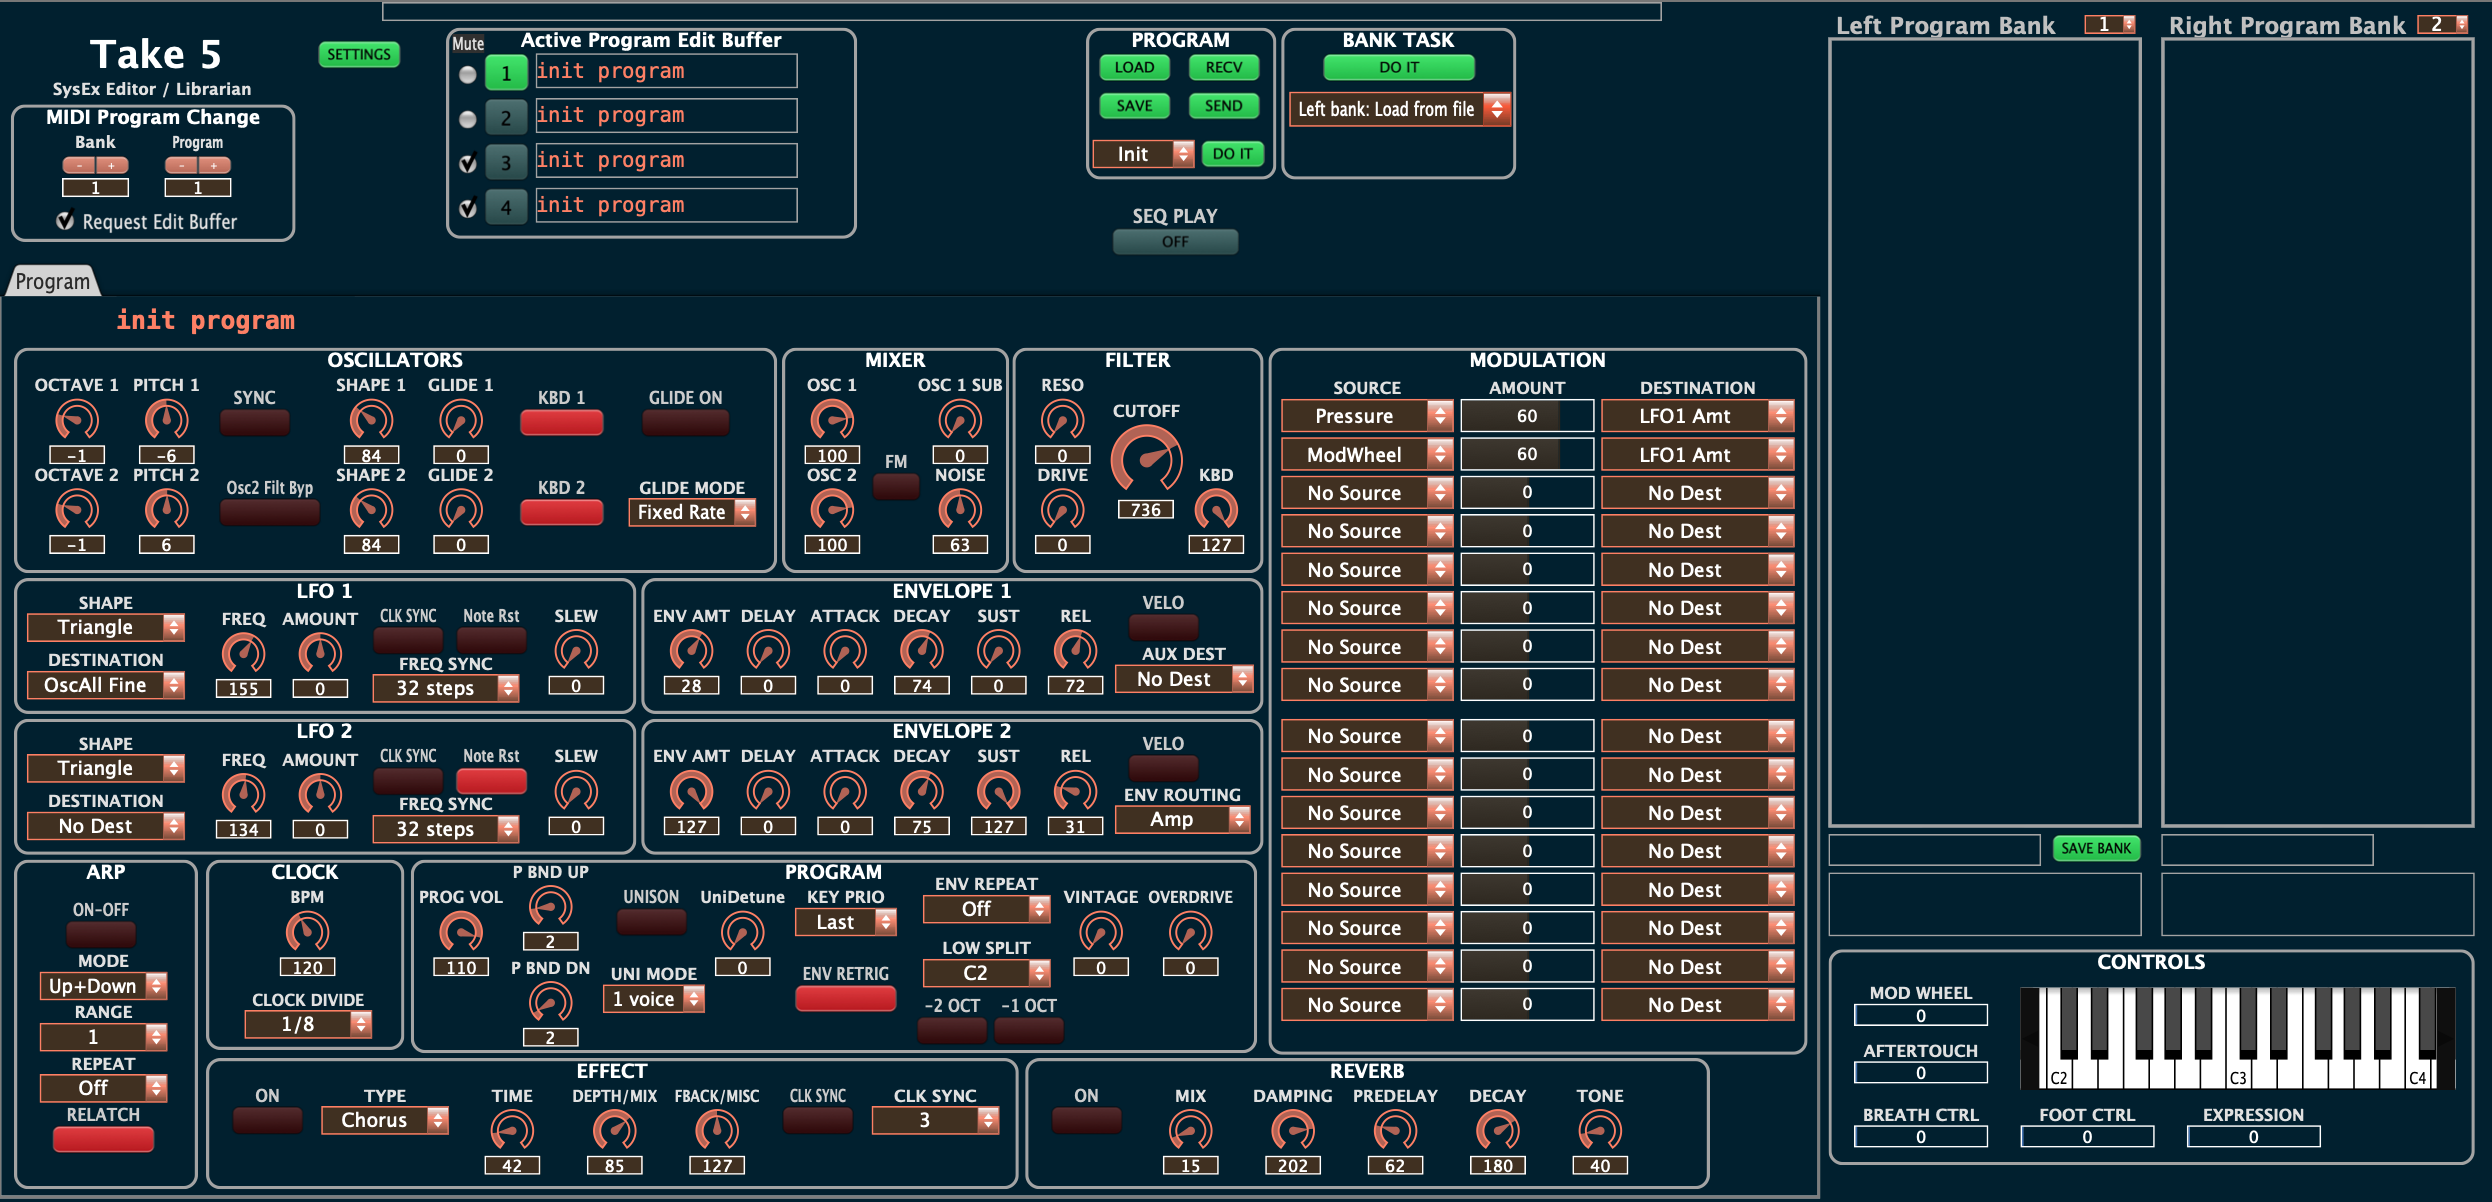 Take 5
SysEx Editor / Librarian
SETTINGS
MIDI Program Change
Bank Program
- + - +
1 1
Request Edit Buffer
Mute Active Program Edit Buffer
1 init program
2 init program
3 init program
4 init program
PROGRAM
LOAD RECV
SAVE SEND
Init DO IT
BANK TASK
DO IT
Left bank: Load from file
SEQ PLAY
OFF
Left Program Bank 1
Right Program Bank 2
Program
init program
OSCILLATORS
OCTAVE 1 PITCH 1 SYNC SHAPE 1 GLIDE 1 KBD 1 GLIDE ON
-1 -6 84 0
OCTAVE 2 PITCH 2 Osc2 Filt Byp SHAPE 2 GLIDE 2 KBD 2 GLIDE MODE
Fixed Rate
-1 6 84 0
MIXER
OSC 1 OSC 1 SUB
100 0
OSC 2 FM NOISE
100 63
FILTER
RESO CUTOFF
0
DRIVE KBD
736
0 127
MODULATION
SOURCE AMOUNT DESTINATION
Pressure 60 LFO1 Amt
ModWheel 60 LFO1 Amt
No Source 0 No Dest
No Source 0 No Dest
No Source 0 No Dest
No Source 0 No Dest
No Source 0 No Dest
No Source 0 No Dest
No Source 0 No Dest
No Source 0 No Dest
No Source 0 No Dest
No Source 0 No Dest
No Source 0 No Dest
No Source 0 No Dest
No Source 0 No Dest
No Source 0 No Dest
LFO 1
SHAPE FREQ AMOUNT CLK SYNC Note Rst SLEW
Triangle
DESTINATION FREQ SYNC
OscAll Fine 155 0 32 steps 0
ENVELOPE 1
ENV AMT DELAY ATTACK DECAY SUST REL VELO
AUX DEST
28 0 0 74 0 72 No Dest
LFO 2
SHAPE FREQ AMOUNT CLK SYNC Note Rst SLEW
Triangle
DESTINATION FREQ SYNC
No Dest 134 0 32 steps 0
ENVELOPE 2
ENV AMT DELAY ATTACK DECAY SUST REL VELO
ENV ROUTING
127 0 0 75 127 31 Amp
ARP
ON-OFF
MODE
Up+Down
RANGE
1
REPEAT
Off
RELATCH
CLOCK
BPM
120
CLOCK DIVIDE
1/8
PROGRAM
PROG VOL P BND UP UNISON UniDetune KEY PRIO ENV REPEAT VINTAGE OVERDRIVE
Last Off
2
110 P BND DN UNI MODE 0 ENV RETRIG LOW SPLIT 0 0
1 voice C2
-2 OCT -1 OCT
2
EFFECT
ON TYPE TIME DEPTH/MIX FBACK/MISC CLK SYNC CLK SYNC
Chorus 3
42 85 127
REVERB
ON MIX DAMPING PREDELAY DECAY TONE
15 202 62 180 40
SAVE BANK
CONTROLS
MOD WHEEL
0
AFTERTOUCH
0
C2 C3 C4
BREATH CTRL FOOT CTRL EXPRESSION
0 0 0